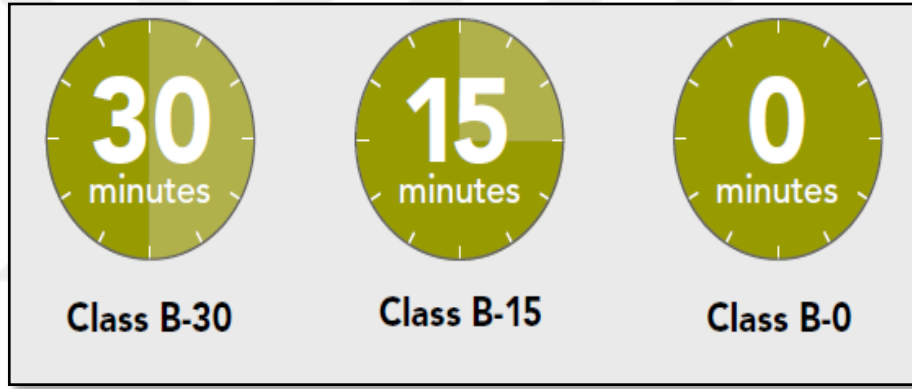 30
minutes
Class B-30
15
minutes
Class B-15
0
minutes
Class B-0